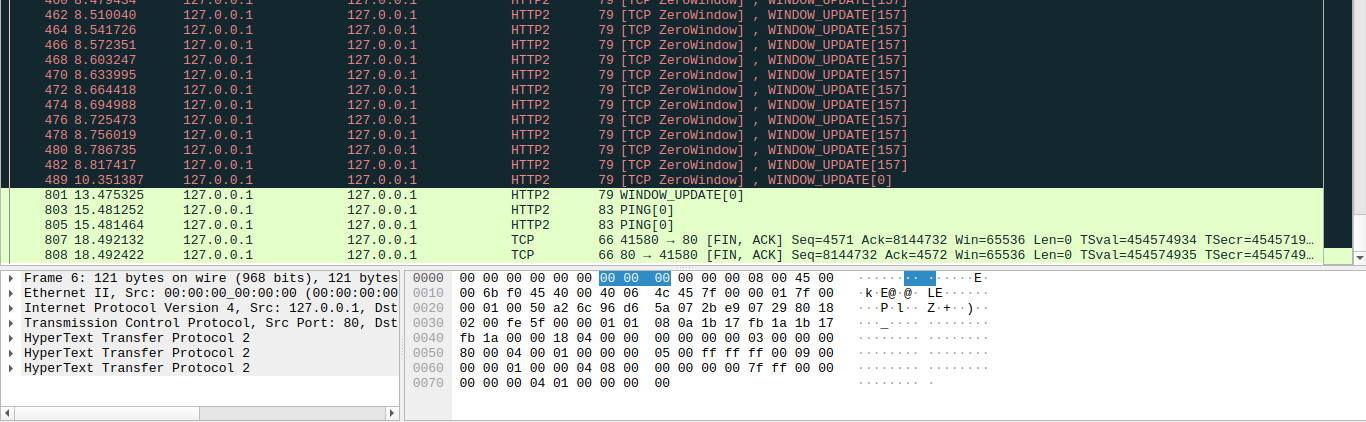 460 8.479434 127.0.0.1 127.0.0.1 HTTP2 79 [TCP ZeroWindow] , WINDOW_UPDATE[157]
462 8.510040 127.0.0.1 127.0.0.1 HTTP2 79 [TCP ZeroWindow] , WINDOW_UPDATE[157]
464 8.541726 127.0.0.1 127.0.0.1 HTTP2 79 [TCP ZeroWindow] , WINDOW_UPDATE[157]
466 8.572351 127.0.0.1 127.0.0.1 HTTP2 79 [TCP ZeroWindow] , WINDOW_UPDATE[157]
468 8.603247 127.0.0.1 127.0.0.1 HTTP2 79 [TCP ZeroWindow] , WINDOW_UPDATE[157]
470 8.633995 127.0.0.1 127.0.0.1 HTTP2 79 [TCP ZeroWindow] , WINDOW_UPDATE[157]
472 8.664418 127.0.0.1 127.0.0.1 HTTP2 79 [TCP ZeroWindow] , WINDOW_UPDATE[157]
474 8.694988 127.0.0.1 127.0.0.1 HTTP2 79 [TCP ZeroWindow] , WINDOW_UPDATE[157]
476 8.725473 127.0.0.1 127.0.0.1 HTTP2 79 [TCP ZeroWindow] , WINDOW_UPDATE[157]
478 8.756019 127.0.0.1 127.0.0.1 HTTP2 79 [TCP ZeroWindow] , WINDOW_UPDATE[157]
480 8.786735 127.0.0.1 127.0.0.1 HTTP2 79 [TCP ZeroWindow] , WINDOW_UPDATE[157]
482 8.817417 127.0.0.1 127.0.0.1 HTTP2 79 [TCP ZeroWindow] , WINDOW_UPDATE[157]
489 10.351387 127.0.0.1 127.0.0.1 HTTP2 79 [TCP ZeroWindow] , WINDOW_UPDATE[0]
801 13.475325 127.0.0.1 127.0.0.1 HTTP2 79 WINDOW_UPDATE[0]
803 15.481252 127.0.0.1 127.0.0.1 HTTP2 83 PING[0]
805 15.481464 127.0.0.1 127.0.0.1 HTTP2 83 PING[0]
807 18.492132 127.0.0.1 127.0.0.1 TCP 66 41580 → 80 [FIN, ACK] Seq=4571 Ack=8144732 Win=65536 Len=0 TSval=454574934 TSecr=4545719…
808 18.492422 127.0.0.1 127.0.0.1 TCP 66 80 → 41580 [FIN, ACK] Seq=8144732 Ack=4572 Win=65536 Len=0 TSval=454574935 TSecr=4545749…
Frame 6: 121 bytes on wire (968 bits), 121 bytes
Ethernet II, Src: 00:00:00_00:00:00 (00:00:00:00
Internet Protocol Version 4, Src: 127.0.0.1, Dst
Transmission Control Protocol, Src Port: 80, Dst
HyperText Transfer Protocol 2
HyperText Transfer Protocol 2
HyperText Transfer Protocol 2
0000 00 00 00 00 00 00 00 00 00 00 00 00 08 00 45 00 ········ ······E·
0010 00 6b f0 45 40 00 40 06 4c 45 7f 00 00 01 7f 00 ·k·E@·@· LE······
0020 00 01 00 50 a2 6c 96 d6 5a 07 2b e9 07 29 80 18 ···P·l·· Z·+··)··
0030 02 00 fe 5f 00 00 01 01 08 0a 1b 17 fb 1a 1b 17 ···_···· ········
0040 fb 1a 00 00 18 04 00 00 00 00 00 00 03 00 00 00 ········ ········
0050 80 00 04 00 01 00 00 00 05 00 ff ff ff 00 09 00 ········ ········
0060 00 00 01 00 00 04 08 00 00 00 00 00 7f ff 00 00 ········ ········
0070 00 00 00 04 01 00 00 00 00 ········ ·